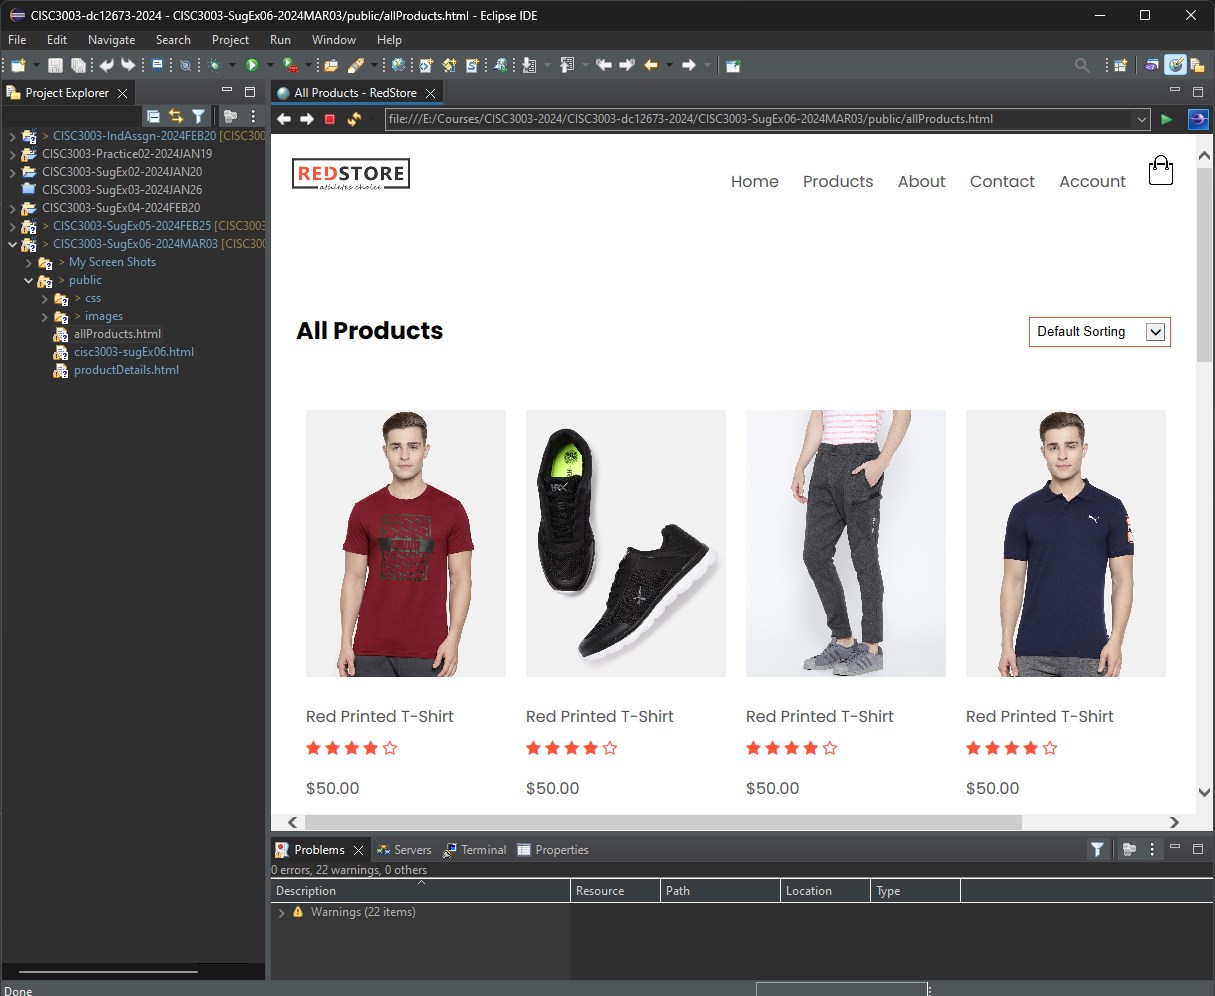 CISC3003-dc12673-2024 - CISC3003-SugEx06-2024MAR03/public/allProducts.html - Eclipse IDE
File Edit Navigate Search Project Run Window Help
Project Explorer
> CISC3003-IndAssgn-2024FEB20 [CISC300
CISC3003-Practice02-2024JAN19
CISC3003-SugEx02-2024JAN20
CISC3003-SugEx03-2024JAN26
CISC3003-SugEx04-2024FEB20
> CISC3003-SugEx05-2024FEB25 [CISC3003
> CISC3003-SugEx06-2024MAR03 [CISC300
> My Screen Shots
> public
> css
> images
allProducts.html
cisc3003-sugEx06.html
productDetails.html
All Products - RedStore
file:///E:/Courses/CISC3003-2024/CISC3003-dc12673-2024/CISC3003-SugEx06-2024MAR03/public/allProducts.html
REDSTORE
athletes choice
Home Products About Contact Account
All Products
Default Sorting
HRX
Red Printed T-Shirt Red Printed T-Shirt Red Printed T-Shirt Red Printed T-Shirt
$50.00 $50.00 $50.00 $50.00
Problems Servers Terminal Properties
0 errors, 22 warnings, 0 others
Description Resource Path Location Type
Warnings (22 items)
Done